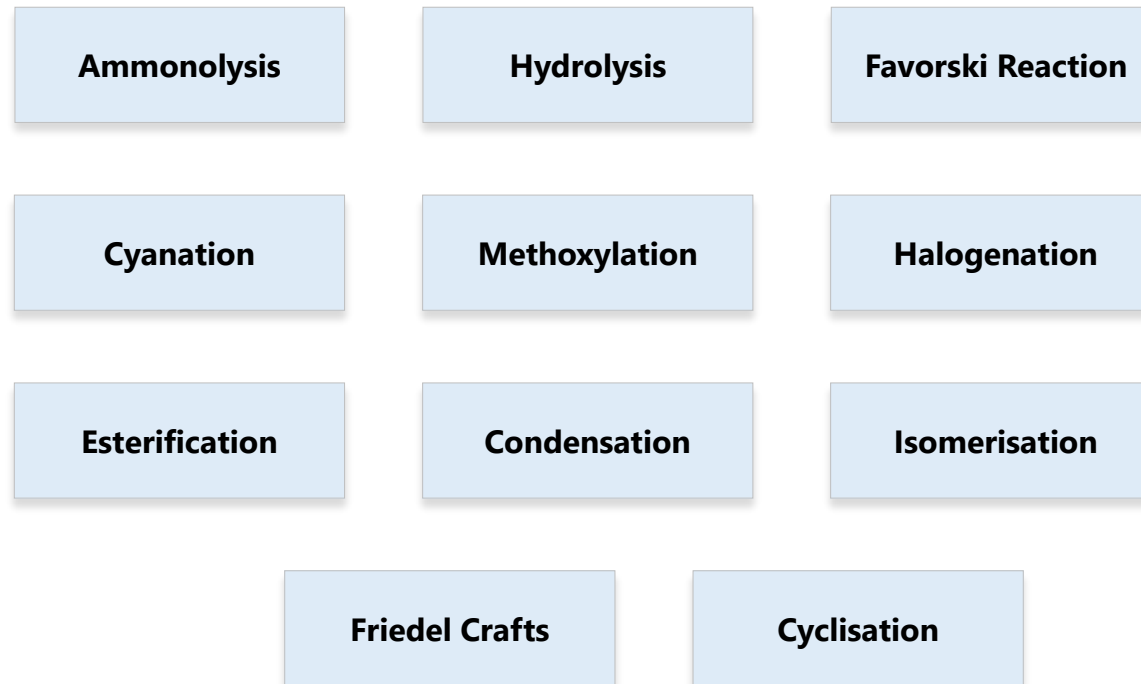 Ammonolysis
Hydrolysis
Favorski Reaction
Cyanation
Methoxylation
Halogenation
Esterification
Condensation
Isomerisation
Friedel Crafts
Cyclisation